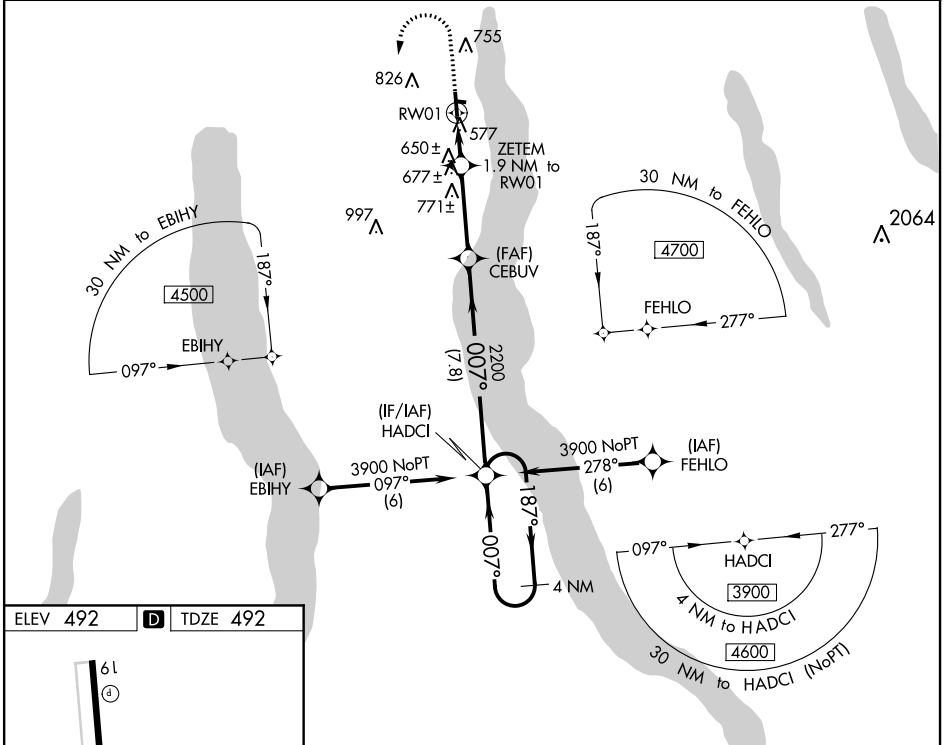 755
826
RW01
577
650±
677±
771±
ZETEM
1.9 NM to
RW01
997
(FAF)
CEBUV
30 NM to EBIHY
187°
4500
EBIHY
097°
30 NM to FEHLO
187°
4700
FEHLO
277°
2064
2200
007°
(7.8)
(IF/IAF)
HADCI
(IAF)
EBIHY
3900 NoPT
097°
(6)
3900 NoPT
278°
(6)
(IAF)
FEHLO
187°
007°
4 NM
097°
277°
HADCI
3900
4 NM to HADCI
4600
30 NM to HADCI (NoPT)
ELEV 492
D
TDZE 492
19
P